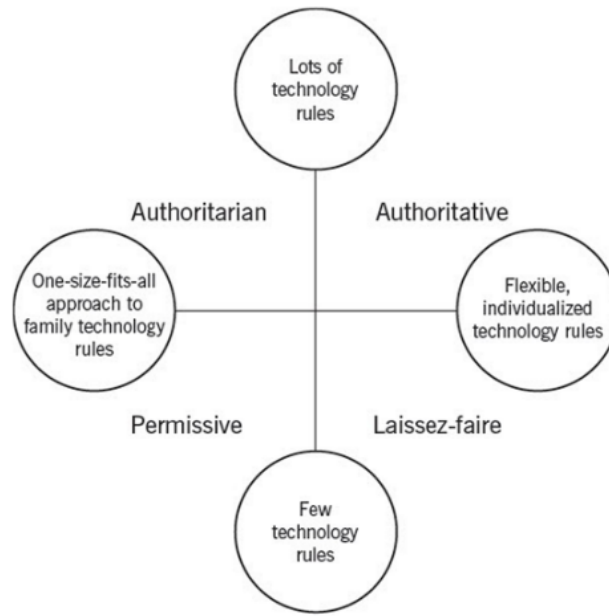 Lots of
technology
rules
Authoritarian
Authoritative
One-size-fits-all
approach to
family technology
rules
Flexible,
individualized
technology rules
Permissive
Laissez-faire
Few
technology
rules